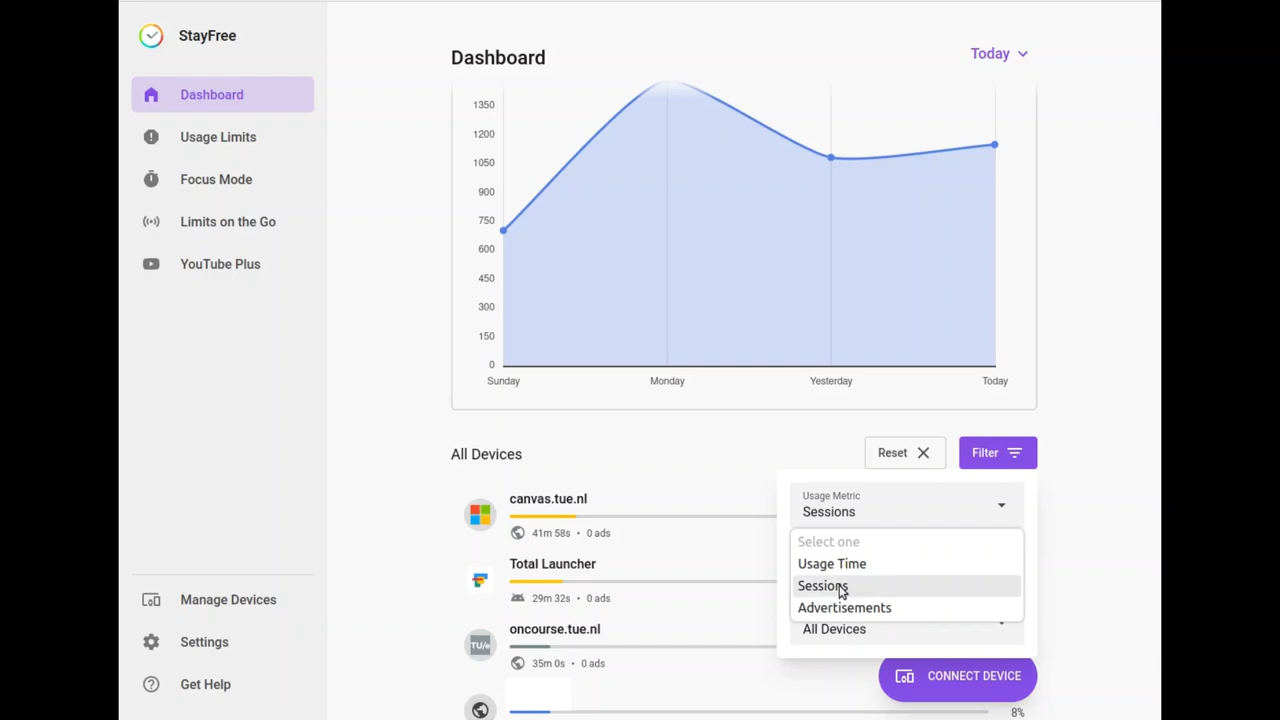 StayFree
Dashboard
Usage Limits
Focus Mode
Limits on the Go
YouTube Plus
Manage Devices
Settings
Get Help
Dashboard
Today
1350
1200
1050
900
750
600
450
300
150
0
Sunday Monday Yesterday Today
All Devices
Reset
Filter
canvas.tue.nl
41m 58s • 0 ads
Total Launcher
29m 32s • 0 ads
TU/e
oncourse.tue.nl
35m 0s • 0 ads
8%
Usage Metric
Sessions
Select one
Usage Time
Sessions
Advertisements
All Devices
CONNECT DEVICE